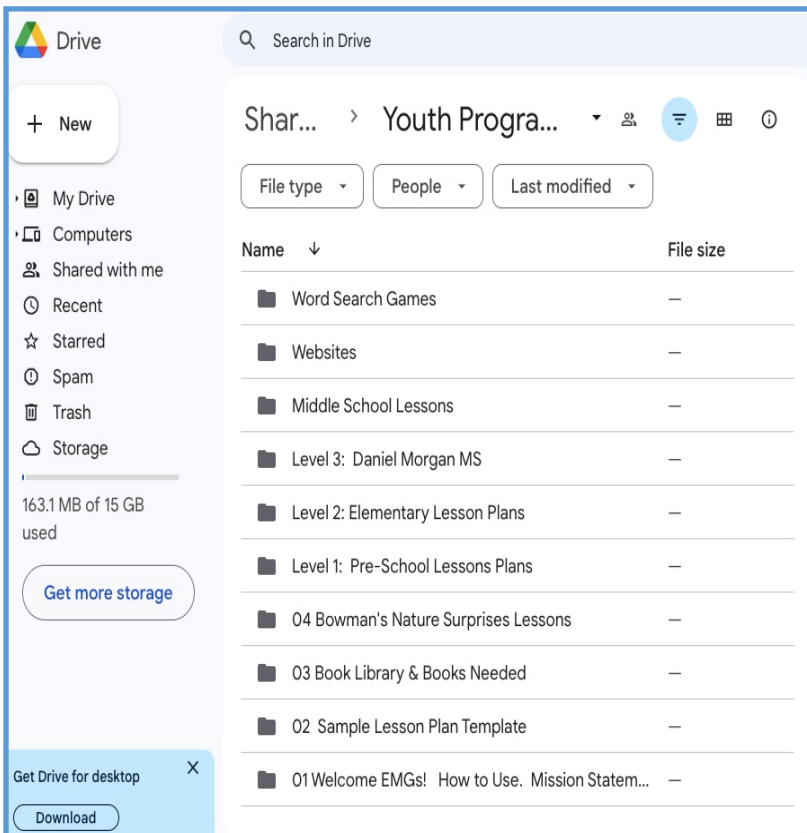 Drive
Search in Drive
New
My Drive
Computers
Shared with me
Recent
Starred
Spam
Trash
Storage
163.1 MB of 15 GB
used
Get more storage
Get Drive for desktop
X
Download
Shar... > Youth Progra...
File type People Last modified
Name File size
Word Search Games —
Websites —
Middle School Lessons —
Level 3:  Daniel Morgan MS —
Level 2: Elementary Lesson Plans —
Level 1:  Pre-School Lessons Plans —
04 Bowman's Nature Surprises Lessons —
03 Book Library & Books Needed —
02  Sample Lesson Plan Template —
01 Welcome EMGs!   How to Use.  Mission Statem... —